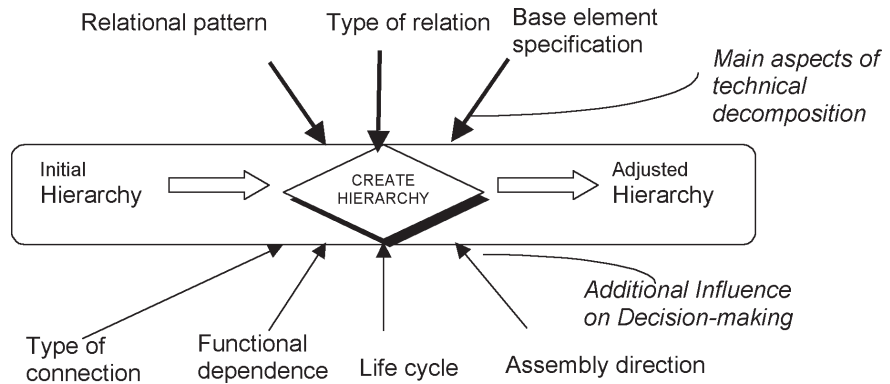 Relational pattern
Type of relation
Base element
specification
Main aspects of
technical
decomposition
Initial
Hierarchy
CREATE
HIERARCHY
Adjusted
Hierarchy
Additional Influence
on Decision-making
Type of
connection
Functional
dependence
Life cycle
Assembly direction